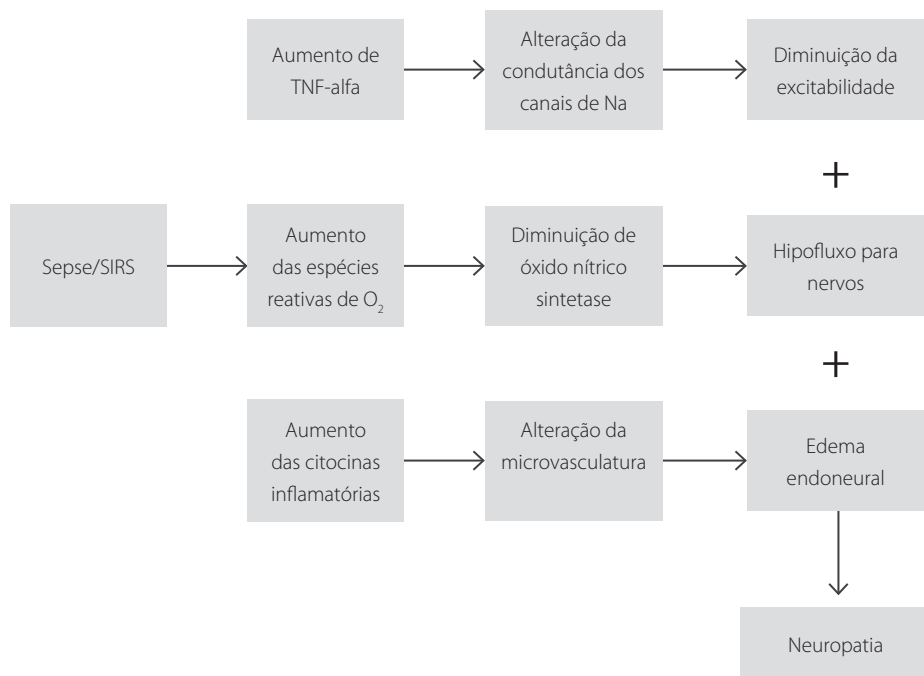 Aumento de
TNF-alfa
Alteração da
condutância dos
canais de Na
Diminuição da
excitabilidade
+
Sepse/SIRS
Aumento
das espécies
reativas de O₂
Diminuição de
óxido nítrico
sintetase
Hipofluxo para
nervos
+
Aumento
das citocinas
inflamatórias
Alteração da
microvasculatura
Edema
endoneural
Neuropatia